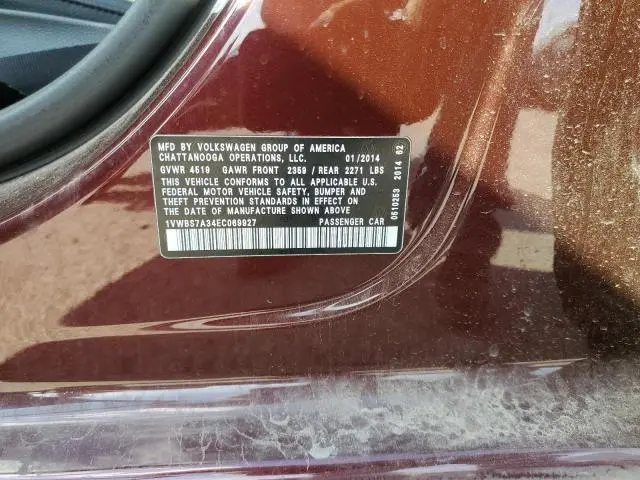 MFD BY VOLKSWAGEN GROUP OF AMERICA
CHATTANOOGA OPERATIONS, LLC. 01/2014
GVWR 4519 GAWR FRONT 2359 / REAR 2271 LBS
THIS VEHICLE CONFORMS TO ALL APPLICABLE U.S.
FEDERAL MOTOR VEHICLE SAFETY, BUMPER AND
THEFT PREVENTION STANDARDS IN EFFECT ON THE
DATE OF MANUFACTURE SHOWN ABOVE.
1VWBS7A34EC069927 PASSENGER CAR
0510253 2014 62